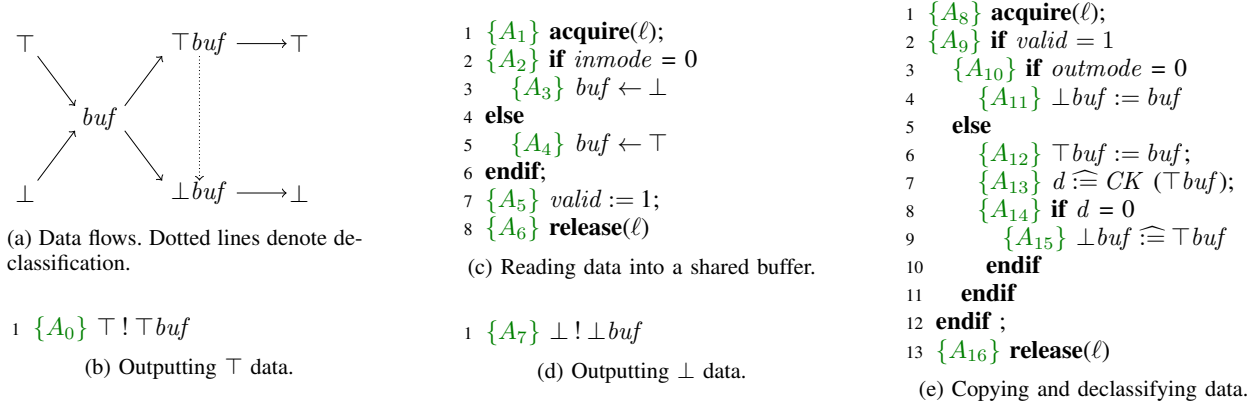 ⊤ ⊤buf ⊤
buf
⊥ ⊥buf ⊥
(a) Data flows. Dotted lines denote de-
classification.
1 {A₀} ⊤ ! ⊤buf
(b) Outputting ⊤ data.
1 {A₁} acquire(ℓ);
2 {A₂} if inmode = 0
3 {A₃} buf ← ⊥
4 else
5 {A₄} buf ← ⊤
6 endif;
7 {A₅} valid := 1;
8 {A₆} release(ℓ)
(c) Reading data into a shared buffer.
1 {A₇} ⊥ ! ⊥buf
(d) Outputting ⊥ data.
1 {A₈} acquire(ℓ);
2 {A₉} if valid = 1
3 {A₁₀} if outmode = 0
4 {A₁₁} ⊥buf := buf
5 else
6 {A₁₂} ⊤buf := buf;
7 {A₁₃} d ≘ CK (⊤buf);
8 {A₁₄} if d = 0
9 {A₁₅} ⊥buf :≘ ⊤buf
10 endif
11 endif
12 endif ;
13 {A₁₆} release(ℓ)
(e) Copying and declassifying data.